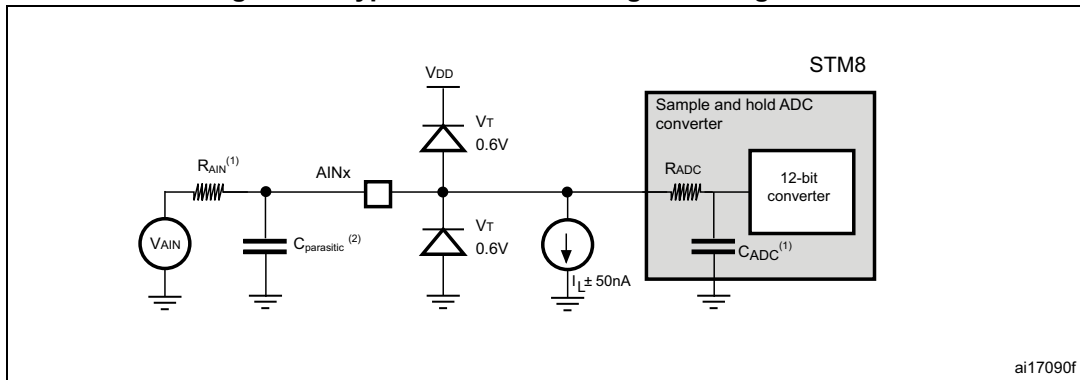 STM8
VDD
Sample and hold ADC
converter
VT
0.6V
RAIN(1)
AINx
RADC
12-bit
converter
VT
0.6V
VAIN
Cparasitic (2)
CADC(1)
IL± 50nA
ai17090f